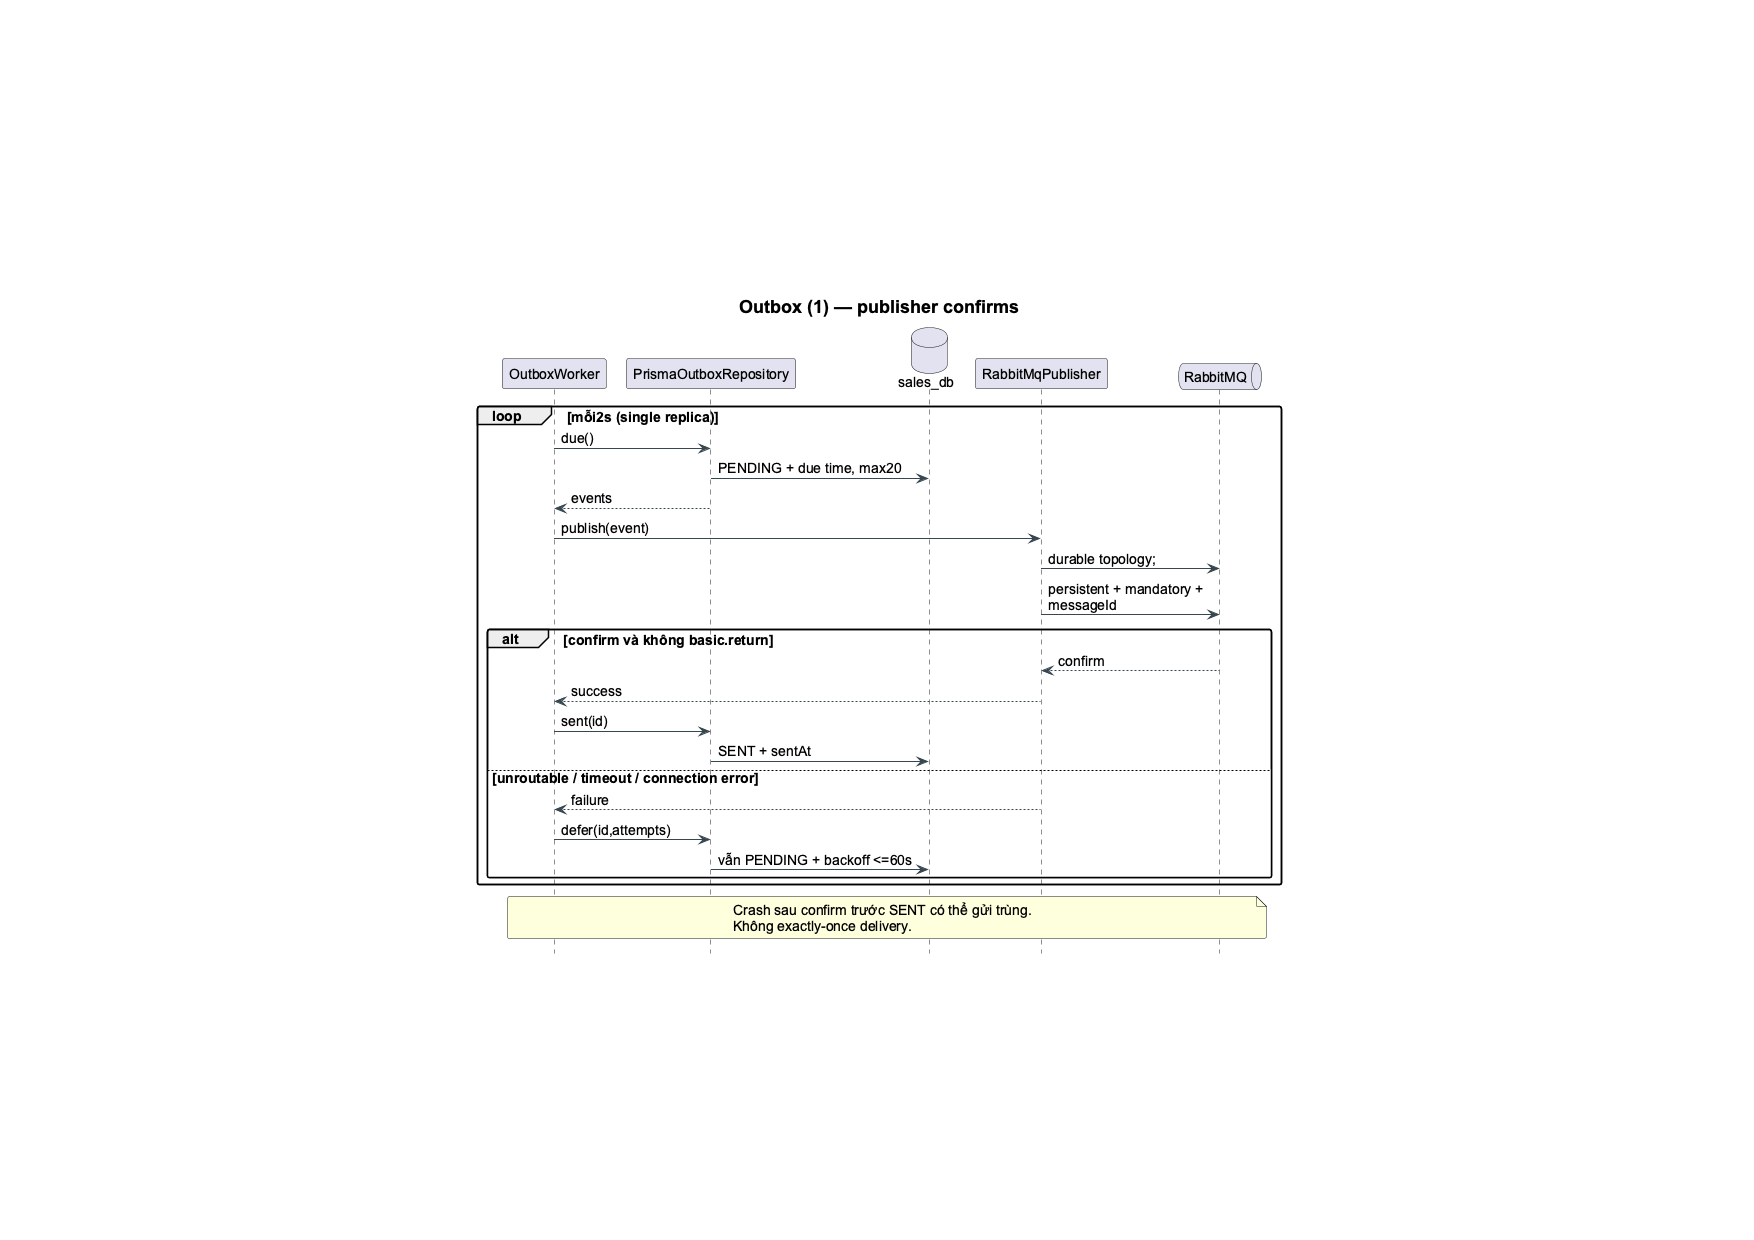 Outbox (1) — publisher confirms
OutboxWorker
PrismaOutboxRepository
sales_db
RabbitMqPublisher
RabbitMQ
loop
[mỗi2s (single replica)]
due()
PENDING + due time, max20
events
publish(event)
durable topology;
persistent + mandatory +
messageId
alt
[confirm và không basic.return]
confirm
success
sent(id)
SENT + sentAt
[unroutable / timeout / connection error]
failure
defer(id,attempts)
vẫn PENDING + backoff <=60s
Crash sau confirm trước SENT có thể gửi trùng.
Không exactly-once delivery.